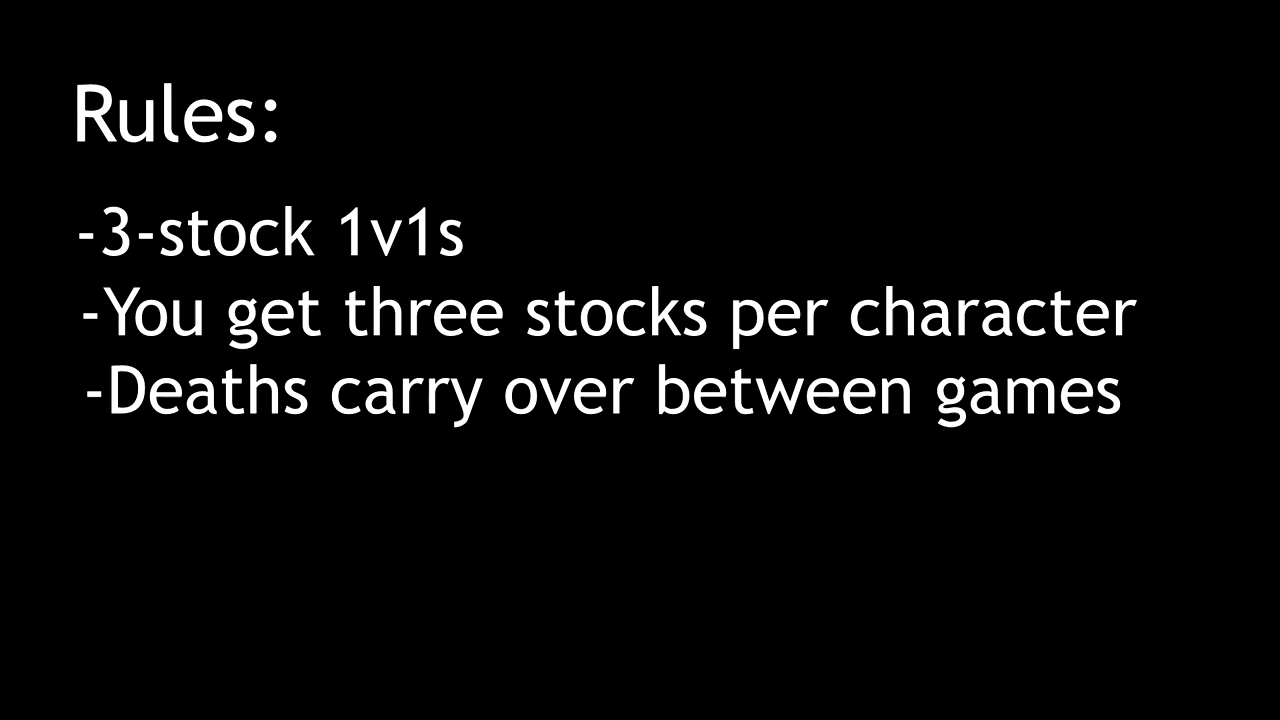 Rules:
-3-stock 1v1s
-You get three stocks per character
-Deaths carry over between games